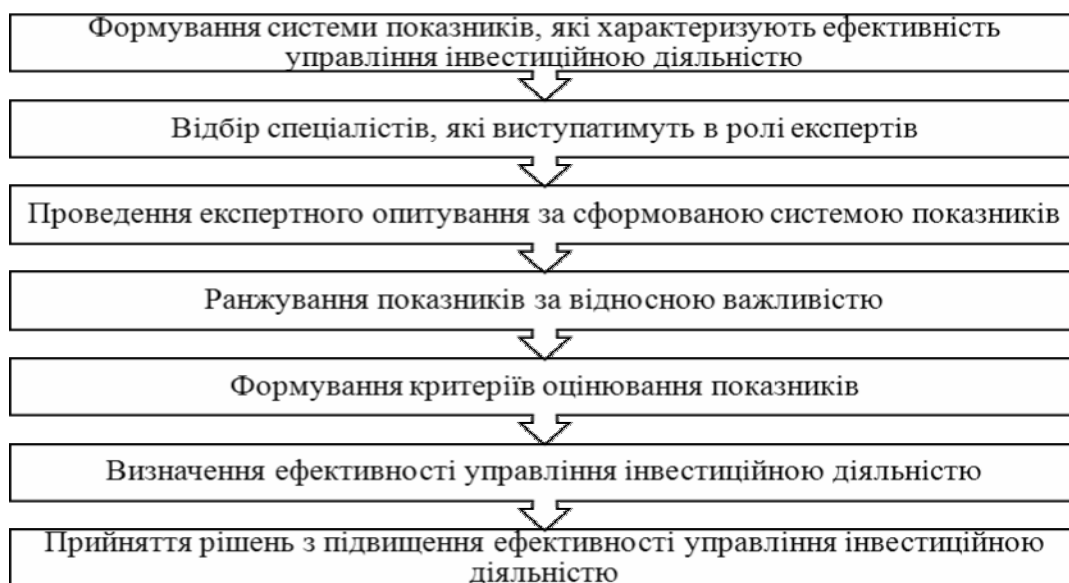 Формування системи показників, які характеризують ефективність
управління інвестиційною діяльністю
Відбір спеціалістів, які виступатимуть в ролі експертів
Проведення експертного опитування за сформованою системою показників
Ранжування показників за відносною важливістю
Формування критеріїв оцінювання показників
Визначення ефективності управління інвестиційною діяльністю
Прийняття рішень з підвищення ефективності управління інвестиційною
діяльністю